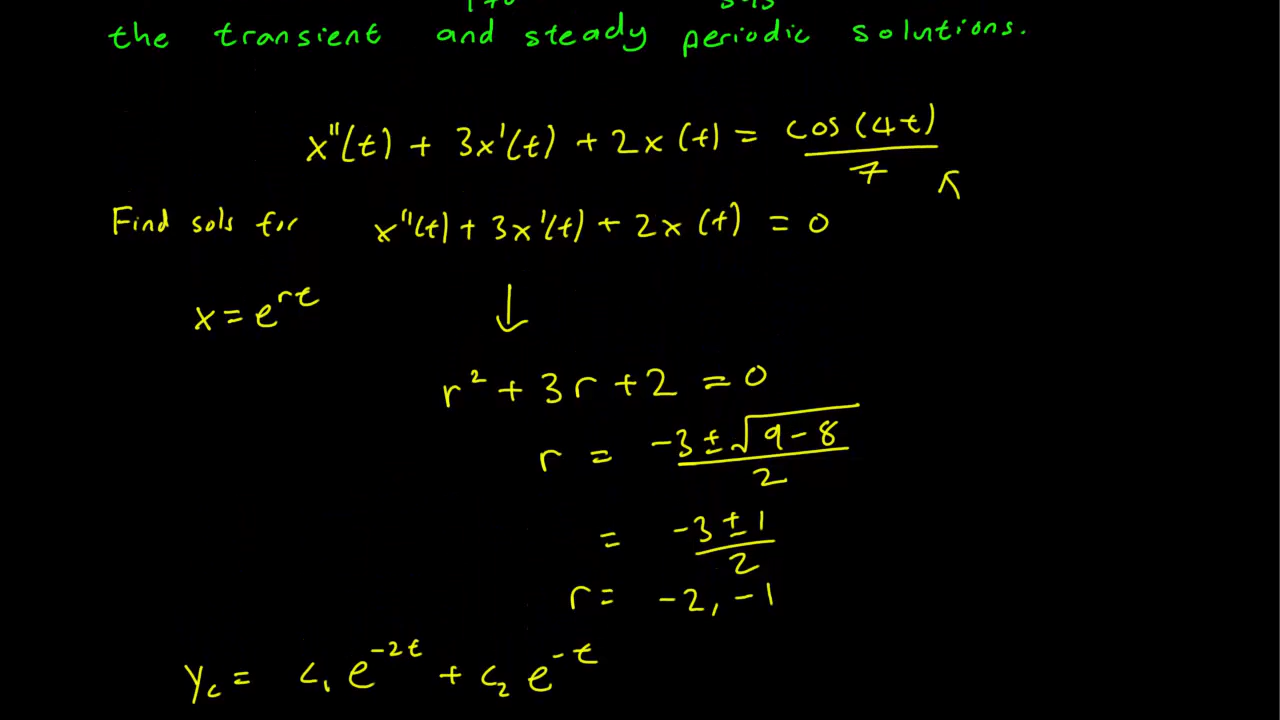 the transient and steady periodic solutions.
x''(t) + 3x'(t) + 2x(t) = cos(4t)/7
Find sols for x''(t) + 3x'(t) + 2x(t) = 0
x = e^{rt}
r² + 3r + 2 = 0
r = (-3 ± √(9-8))/2
= (-3 ± 1)/2
r = -2, -1
y_c = c₁e^{-2t} + c₂e^{-t}